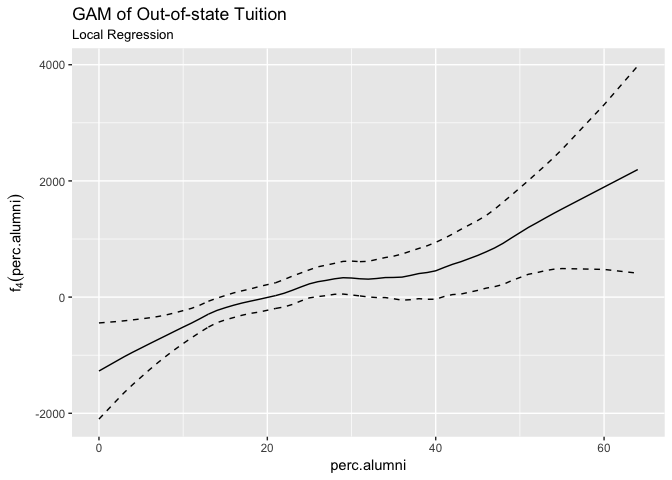 GAM of Out-of-state Tuition
Local Regression
4000
2000
0
-2000
f₄(perc.alumni)
0 20 40 60
perc.alumni